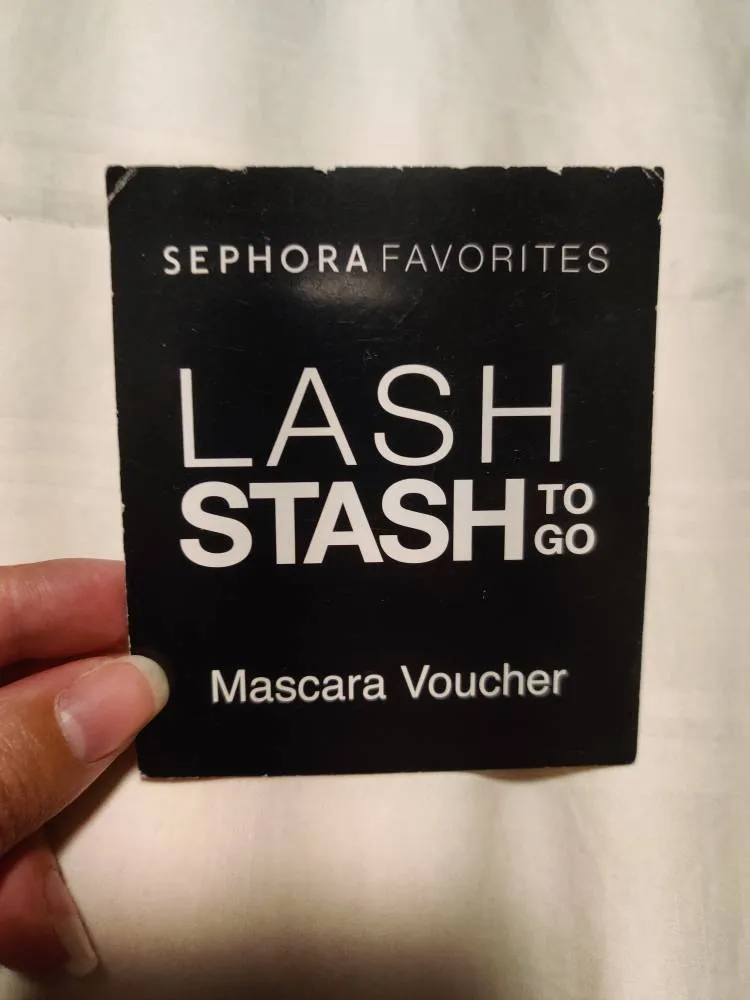 SEPHORA FAVORITES
LASH
STASH TO GO
Mascara Voucher